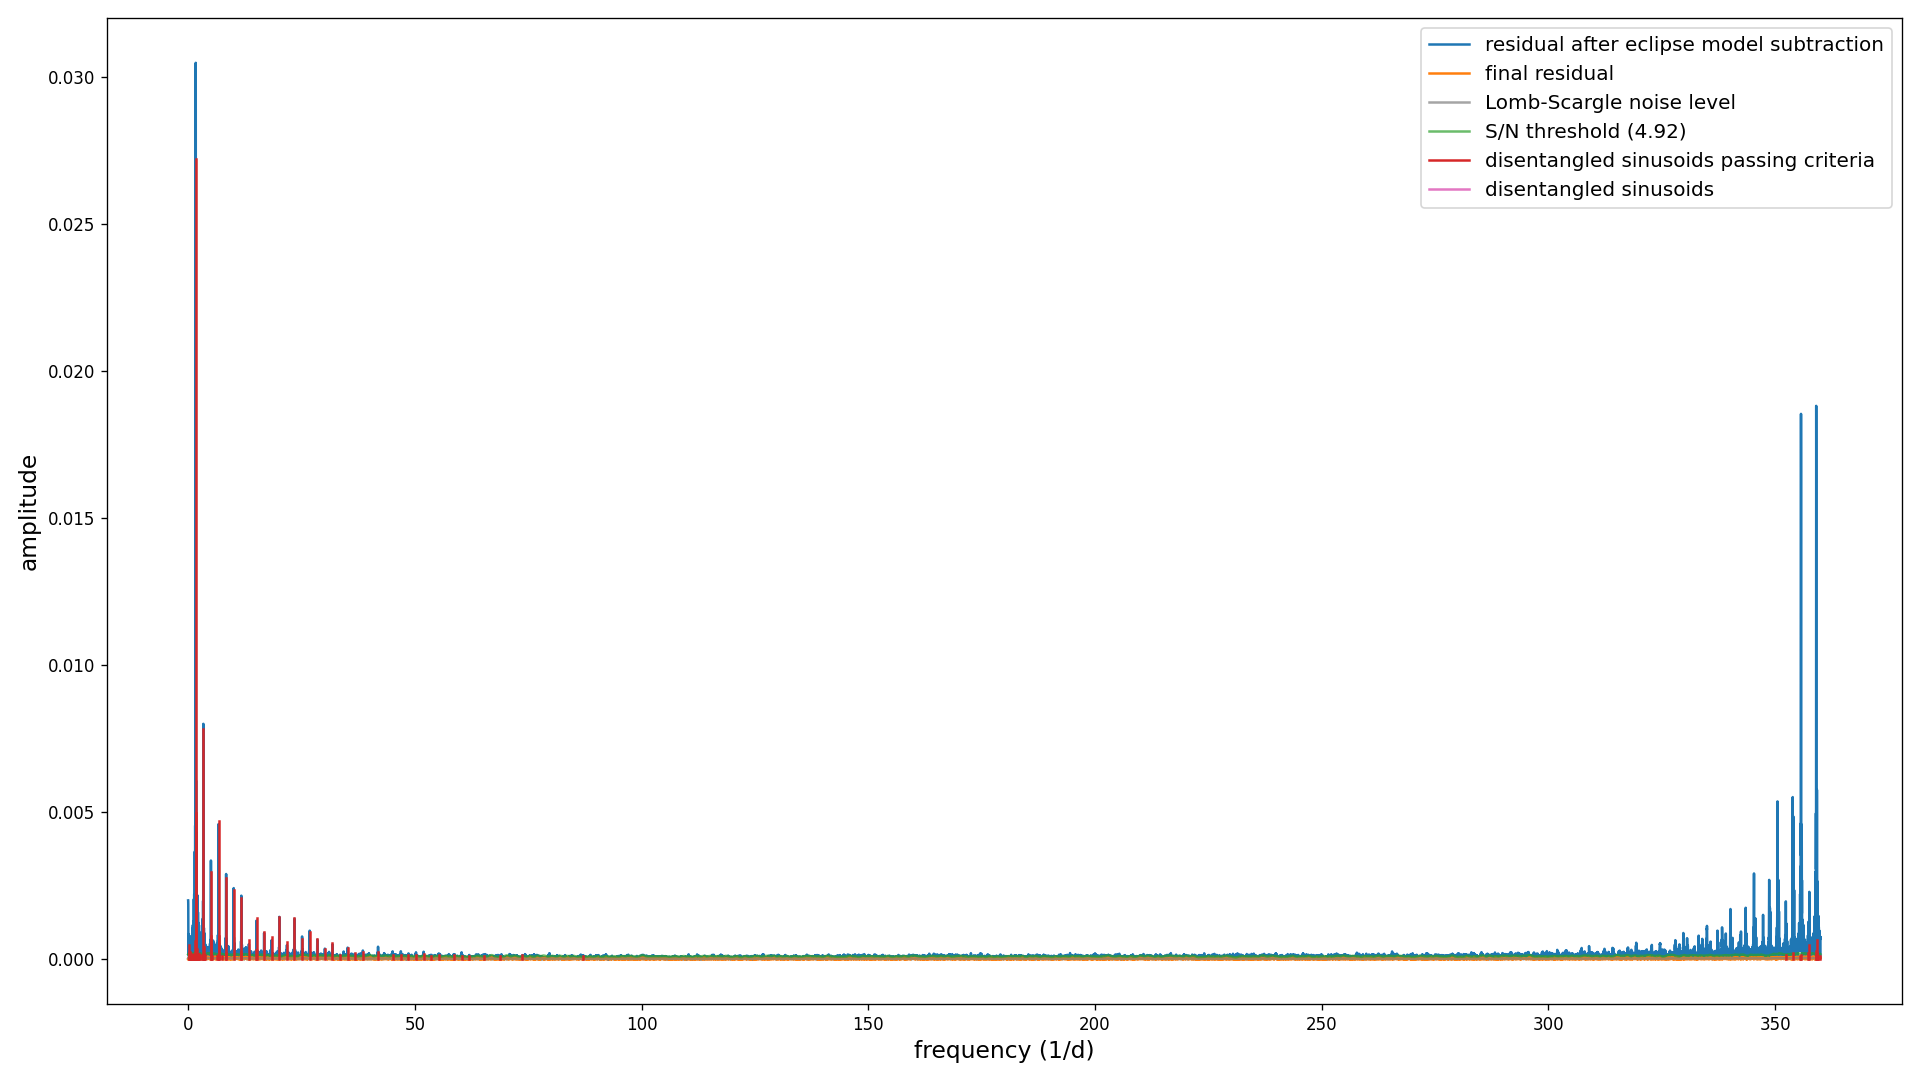 residual after eclipse model subtraction
final residual
Lomb-Scargle noise level
S/N threshold (4.92)
disentangled sinusoids passing criteria
disentangled sinusoids
amplitude
0.030
0.025
0.020
0.015
0.010
0.005
0.000
0 50 100 150 200 250 300 350
frequency (1/d)